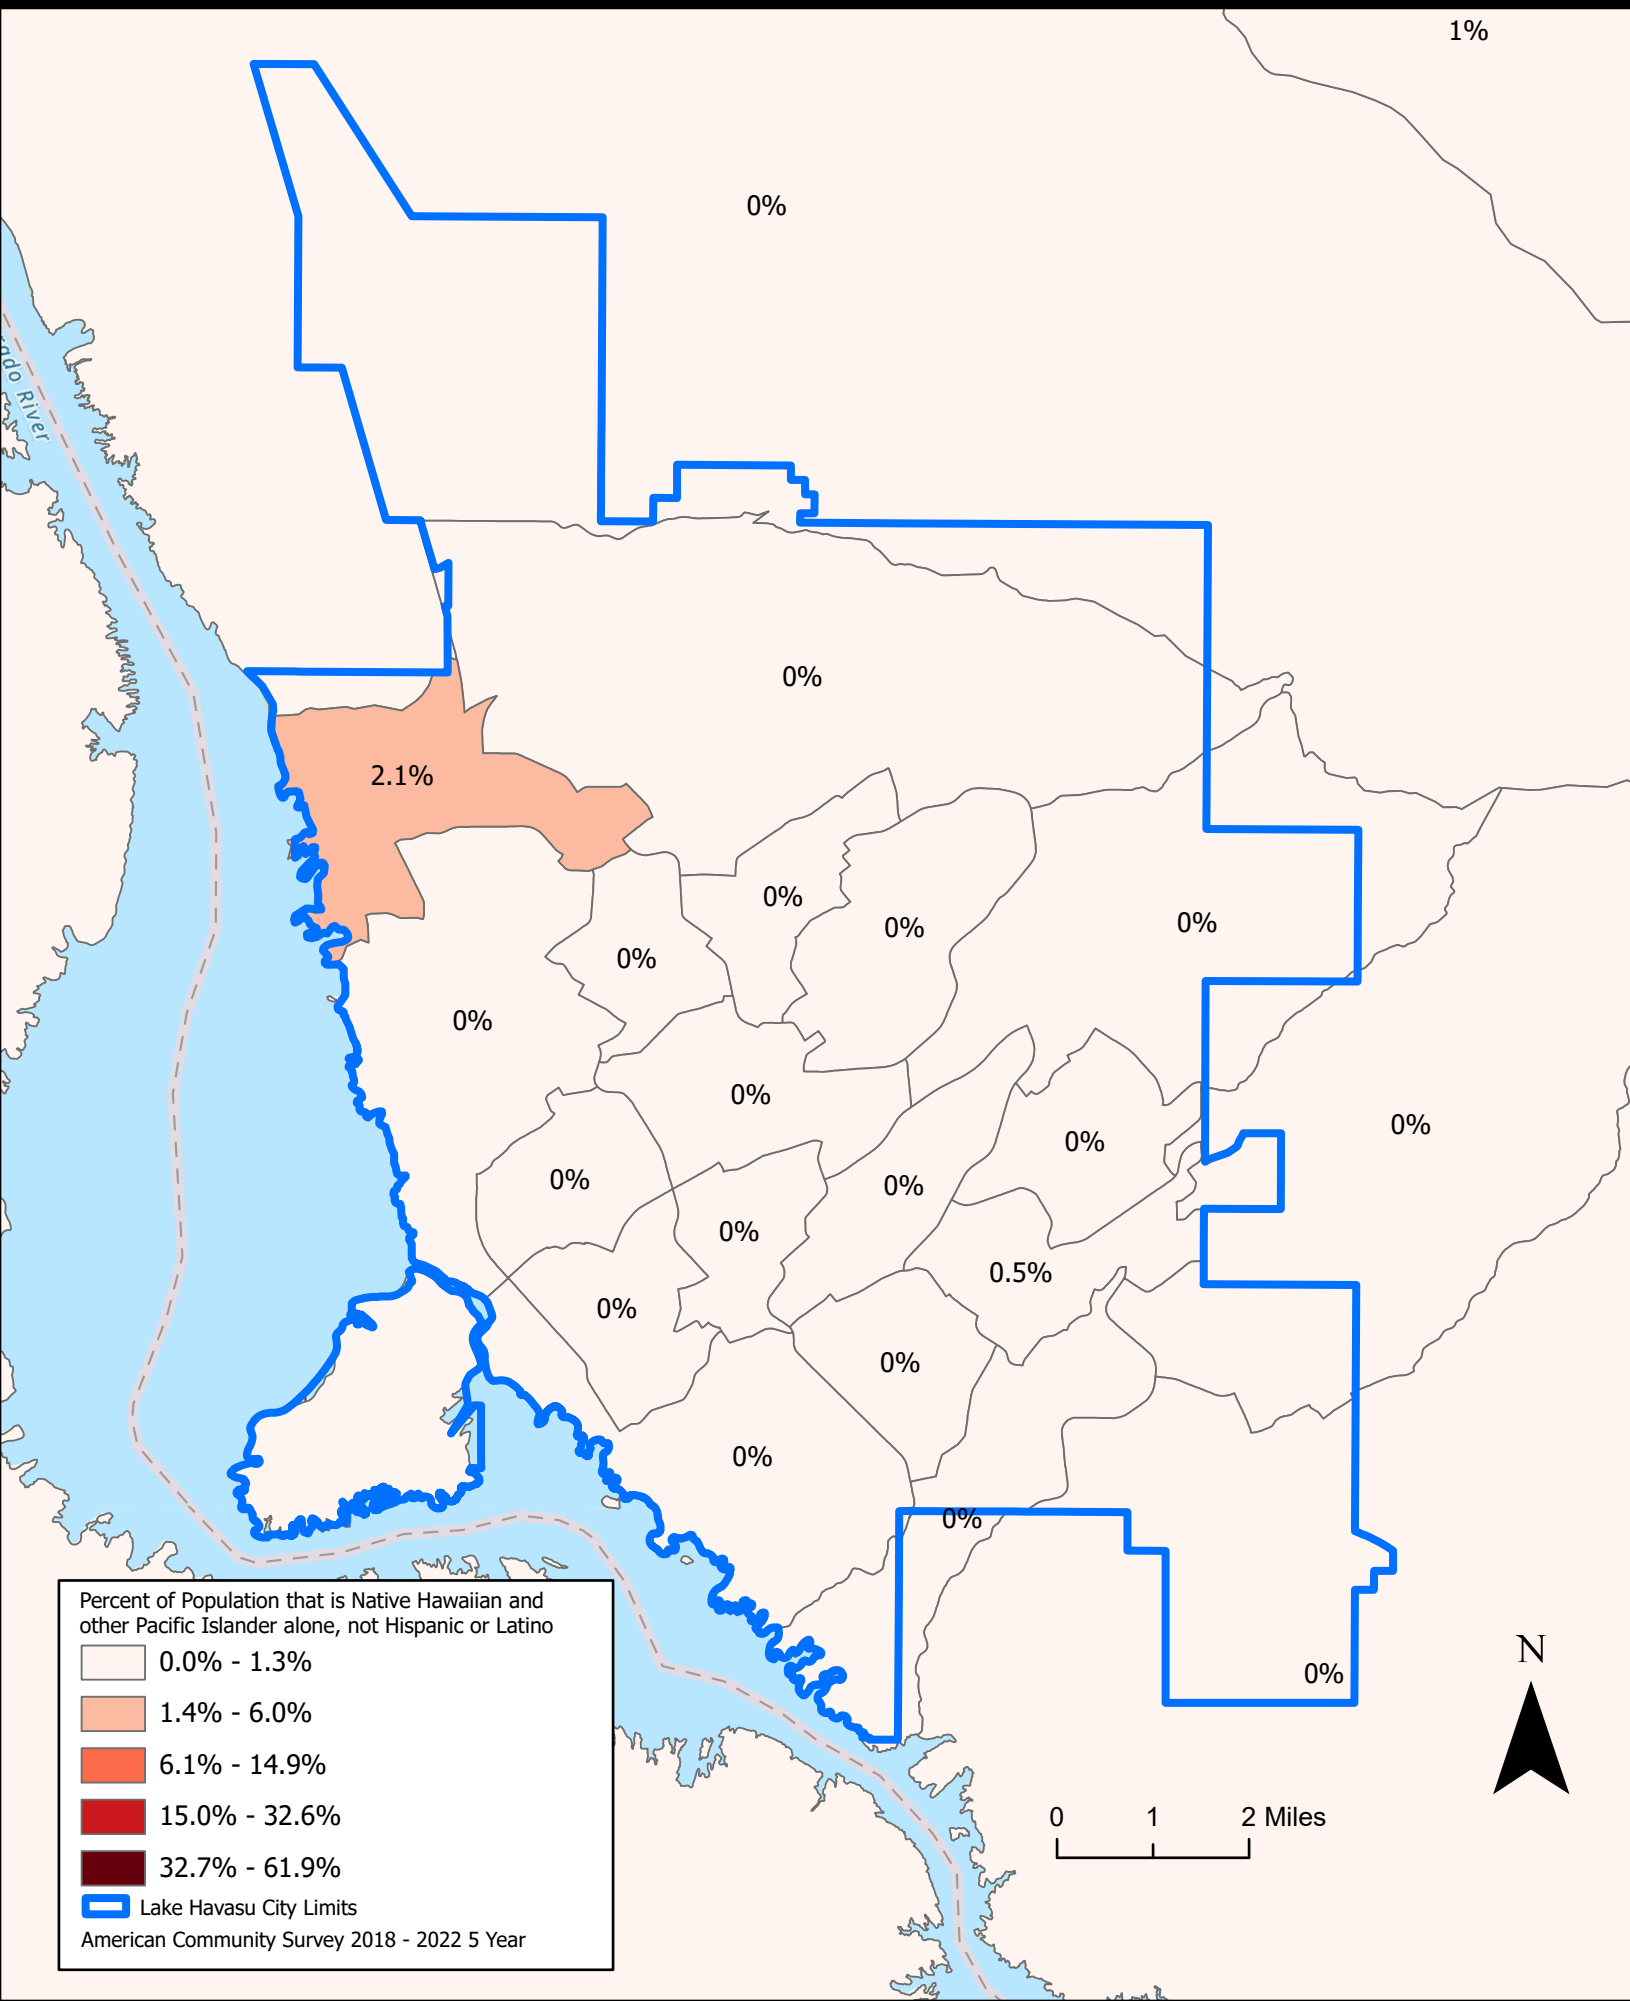 1%
0%
rado River
0%
2.1%
0%
0%
0%
0%
0%
0%
0%
0%
0%
0%
0%
0%
0.5%
0%
0%
0%
0%
0%
Percent of Population that is Native Hawaiian and
other Pacific Islander alone, not Hispanic or Latino
0.0% - 1.3%
1.4% - 6.0%
6.1% - 14.9%
15.0% - 32.6%
32.7% - 61.9%
Lake Havasu City Limits
American Community Survey 2018 - 2022 5 Year
N
0 1 2 Miles